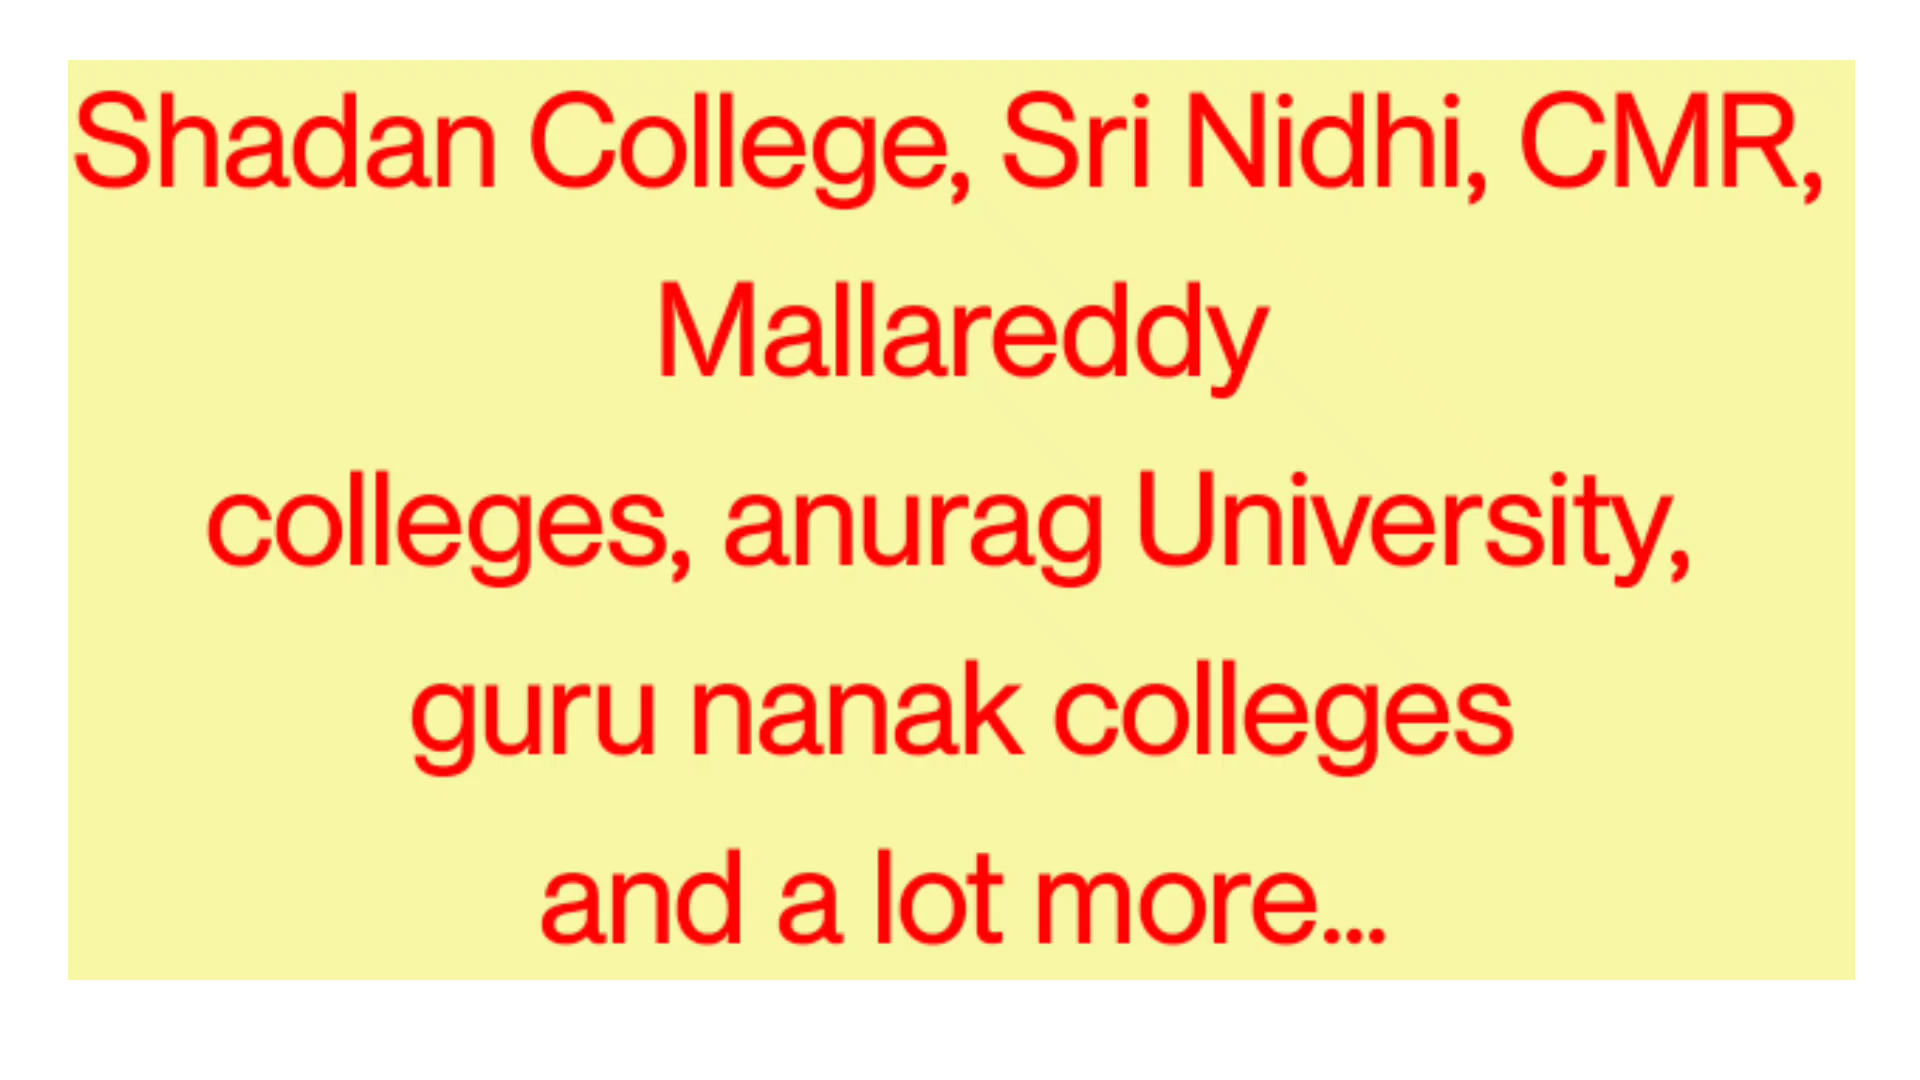 Shadan College, Sri Nidhi, CMR,
Mallareddy
colleges, anurag University,
guru nanak colleges
and a lot more...